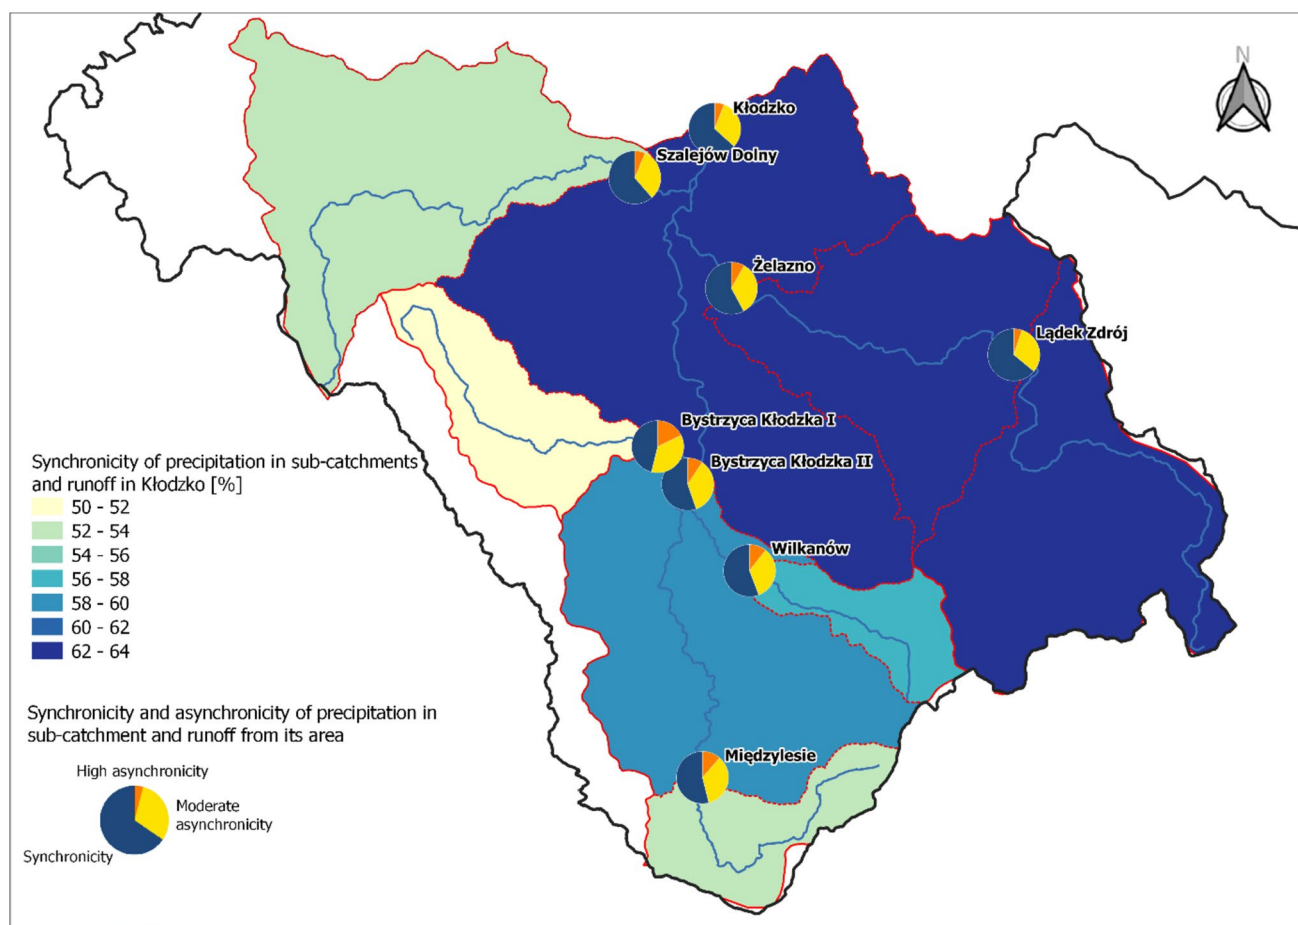 N
Kłodzko
Szalejów Dolny
Żelazno
Lądek Zdrój
Bystrzyca Kłodzka I
Bystrzyca Kłodzka II
Wilkanów
Międzylesie
Synchronicity of precipitation in sub-catchments
and runoff in Kłodzko [%]
50 - 52
52 - 54
54 - 56
56 - 58
58 - 60
60 - 62
62 - 64
Synchronicity and asynchronicity of precipitation in
sub-catchment and runoff from its area
High asynchronicity
Moderate
asynchronicity
Synchronicity